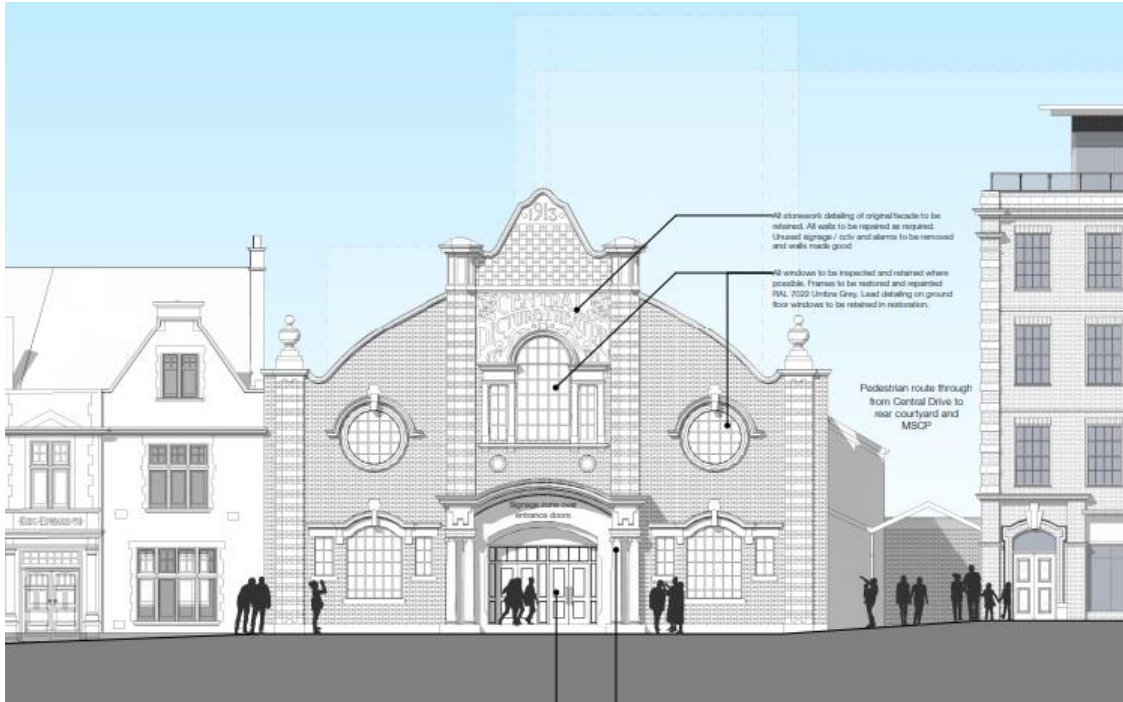 1913
CENTRAL
PICTURE THEATRE
All stonework detailing of original facade to be
retained. All walls to be repaired as required.
Unused signage / cctv and alarms to be removed
and walls made good
All windows to be inspected and retained where
possible. Frames to be restored and repainted
RAL 7022 Umbra Grey. Lead detailing on ground
floor windows to be retained in restoration.
Pedestrian route through
from Central Drive to
rear courtyard and
MSCP
Signage zone over
entrance doors
KING EDWARD VII